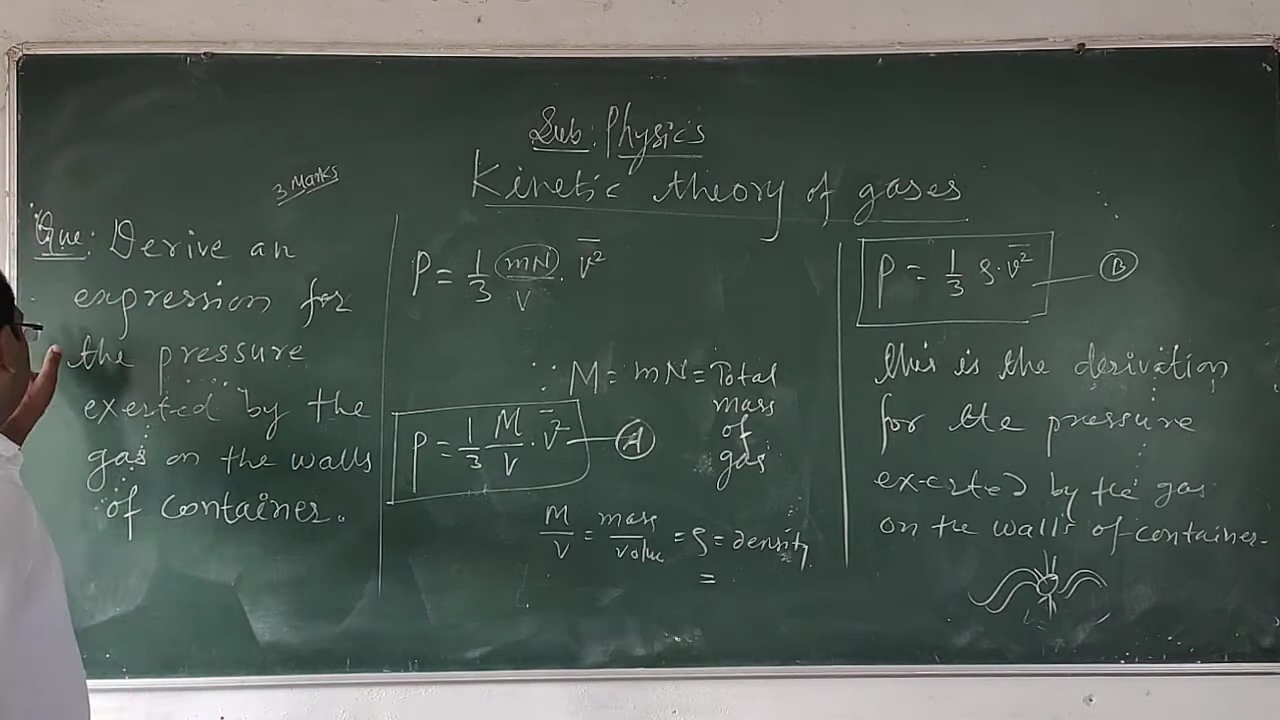 Sub: Physics
Kinetic theory of gases
3 Marks
Que: Derive an
expression for
the pressure
exerted by the
gas on the walls
of container.
P = 1/3 mN/V . v̅²
∵ M = mN = Total
mass
of
gas
P = 1/3 M/V . v̅² — A
M/V = mass/volume = ρ = density
=
P = 1/3 ρ . v̅² — B
this is the derivation
for the pressure
exerted by the gas
on the walls of container.